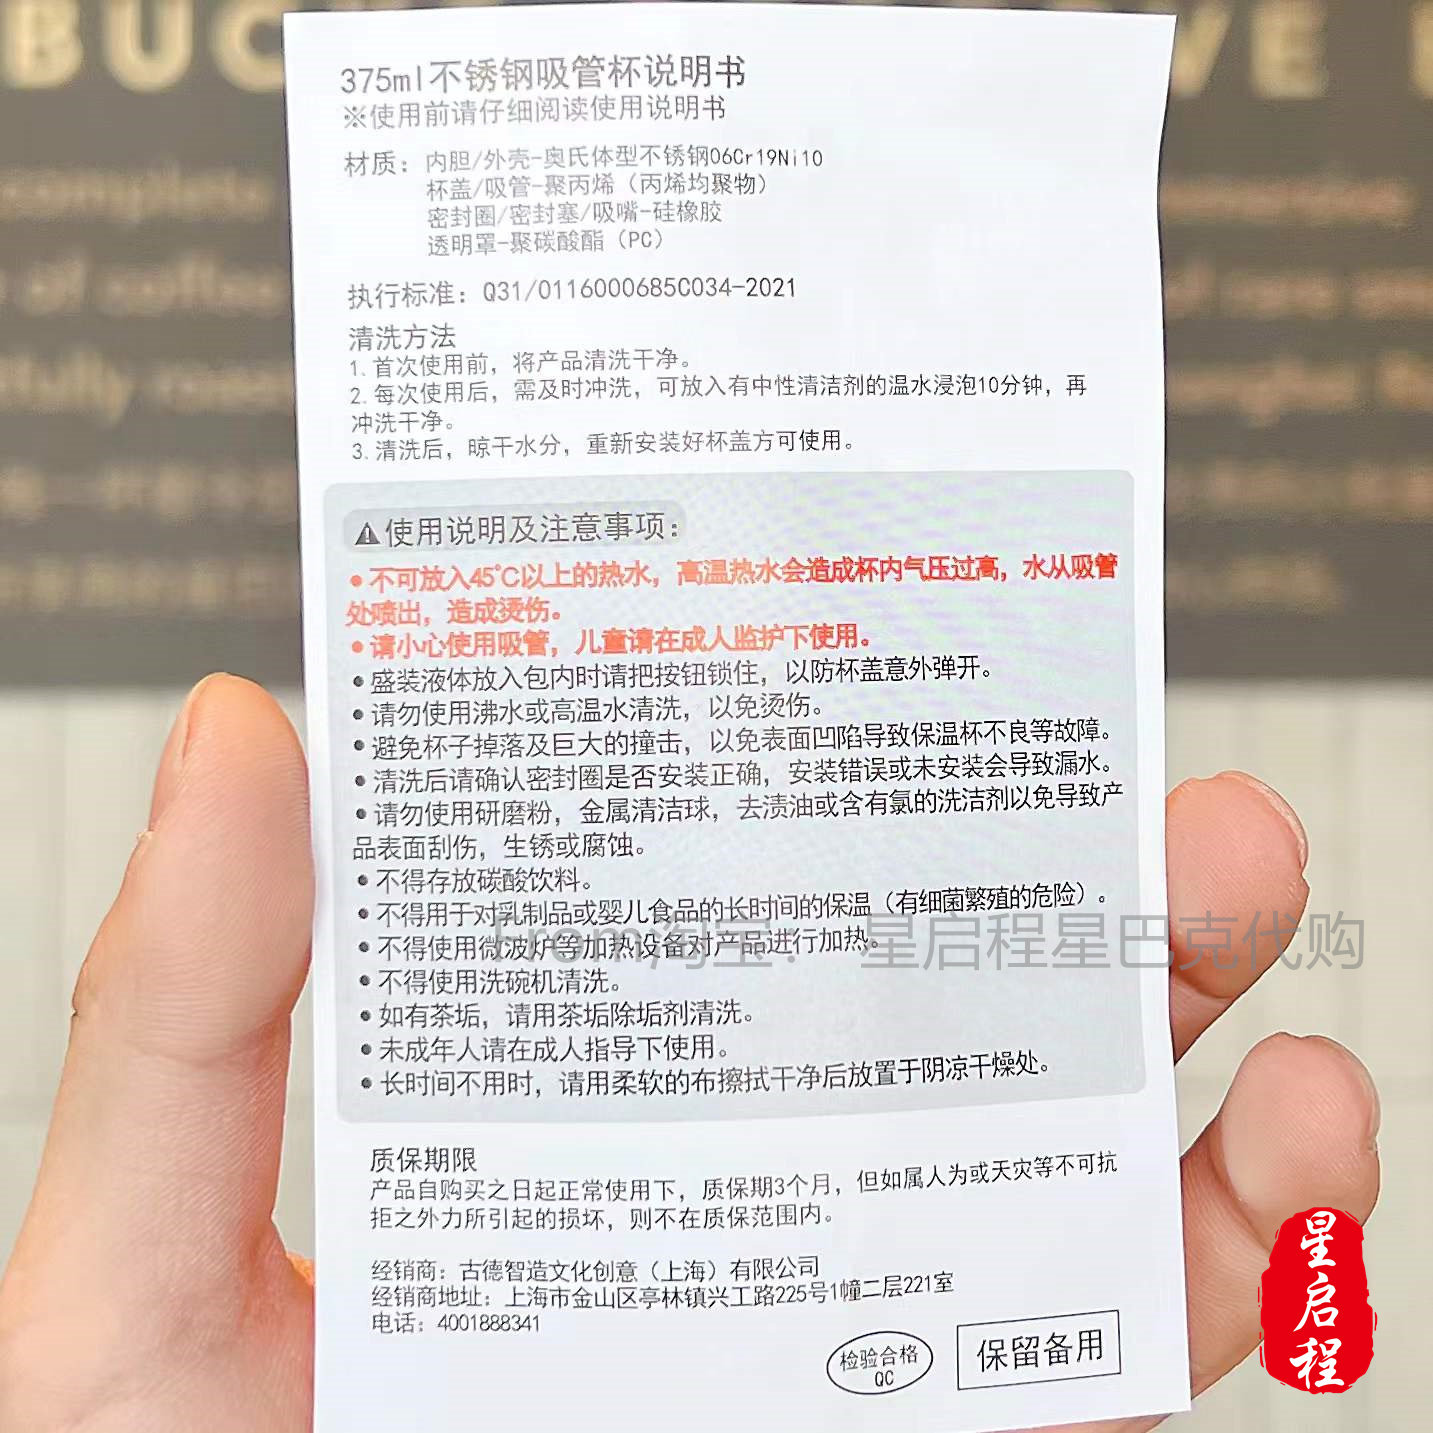 BUC
RVE
complete
of coffee
375ml不锈钢吸管杯说明书
※使用前请仔细阅读使用说明书
材质：内胆/外壳-奥氏体型不锈钢06Cr19Ni10
杯盖/吸管-聚丙烯（丙烯均聚物）
密封圈/密封塞/吸嘴-硅橡胶
透明罩-聚碳酸酯（PC）
执行标准：Q31/0116000685C034-2021
清洗方法
1.首次使用前，将产品清洗干净。
2.每次使用后，需及时冲洗，可放入有中性清洁剂的温水浸泡10分钟，再
冲洗干净。
3.清洗后，晾干水分，重新安装好杯盖方可使用。
⚠使用说明及注意事项：
●不可放入45°C以上的热水，高温热水会造成杯内气压过高，水从吸管
处喷出，造成烫伤。
●请小心使用吸管，儿童请在成人监护下使用。
●盛装液体放入包内时请把按钮锁住，以防杯盖意外弹开。
●请勿使用沸水或高温水清洗，以免烫伤。
●避免杯子掉落及巨大的撞击，以免表面凹陷导致保温杯不良等故障。
●清洗后请确认密封圈是否安装正确，安装错误或未安装会导致漏水。
●请勿使用研磨粉，金属清洁球，去渍油或含有氯的洗洁剂以免导致产
品表面刮伤，生锈或腐蚀。
●不得存放碳酸饮料。
●不得用于对乳制品或婴儿食品的长时间的保温（有细菌繁殖的危险）。
From淘宝：星启程星巴克代购
●不得使用微波炉等加热设备对产品进行加热。
●不得使用洗碗机清洗。
●如有茶垢，请用茶垢除垢剂清洗。
●未成年人请在成人指导下使用。
●长时间不用时，请用柔软的布擦拭干净后放置于阴凉干燥处。
质保期限
产品自购买之日起正常使用下，质保期3个月，但如属人为或天灾等不可抗
拒之外力所引起的损坏，则不在质保范围内。
经销商：古德智造文化创意（上海）有限公司
经销商地址：上海市金山区亭林镇兴工路225号1幢二层221室
电话：4001888341
检验合格
QC
保留备用
星启程